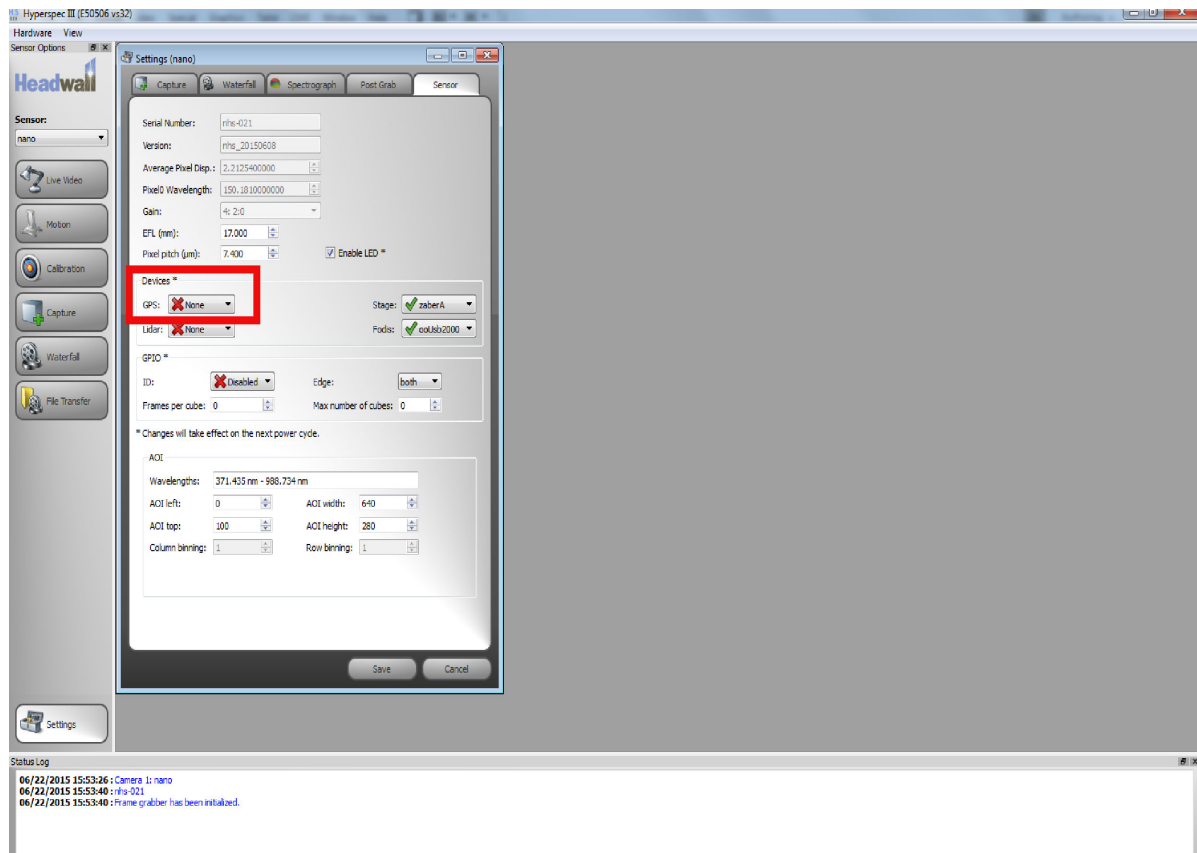 Hyperspec III (E50506 vs32)
Hardware View
Sensor Options
Headwall
Sensor:
nano
Live Video
Motion
Calibration
Capture
Waterfall
File Transfer
Settings
Settings (nano)
Capture Waterfall Spectrograph Post Grab Sensor
Serial Number: nhs-021
Version: nhs_20150608
Average Pixel Disp.: 2.2125400000
Pixel0 Wavelength: 150.1810000000
Gain: 4: 2:0
EFL (mm): 17.000
Pixel pitch (µm): 7.400 Enable LED *
Devices *
GPS: None Stage: zaberA
Lidar: None Fodis: ooUsb2000
GPIO *
ID: Disabled Edge: both
Frames per cube: 0 Max number of cubes: 0
* Changes will take effect on the next power cycle.
AOI
Wavelengths: 371.435 nm - 988.734 nm
AOI left: 0 AOI width: 640
AOI top: 100 AOI height: 280
Column binning: 1 Row binning: 1
Save Cancel
Status Log
06/22/2015 15:53:26 : Camera 1: nano
06/22/2015 15:53:40 : nhs-021
06/22/2015 15:53:40 : Frame grabber has been initialized.